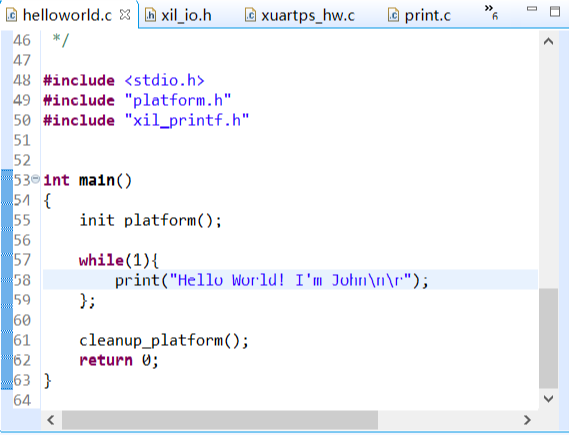 helloworld.c xil_io.h xuartps_hw.c print.c »6
46 */
47
48 #include <stdio.h>
49 #include "platform.h"
50 #include "xil_printf.h"
51
52
53 int main()
54 {
55 init platform();
56
57 while(1){
58 print("Hello World! I'm John\n\r");
59 };
60
61 cleanup_platform();
62 return 0;
63 }
64